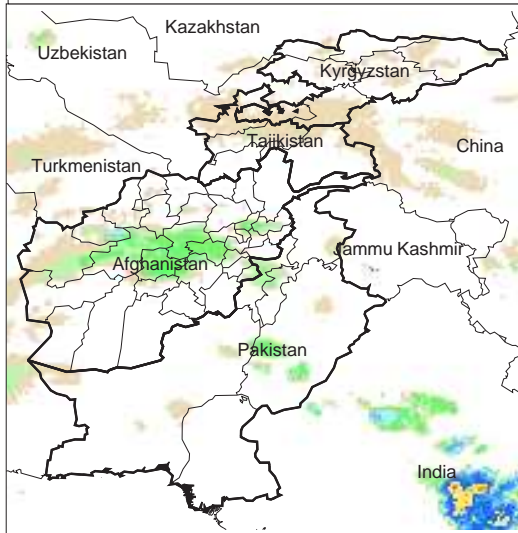 Kazakhstan
Uzbekistan
Kyrgyzstan
Tajikistan
China
Turkmenistan
Jammu Kashmir
Afghanistan
Pakistan
India